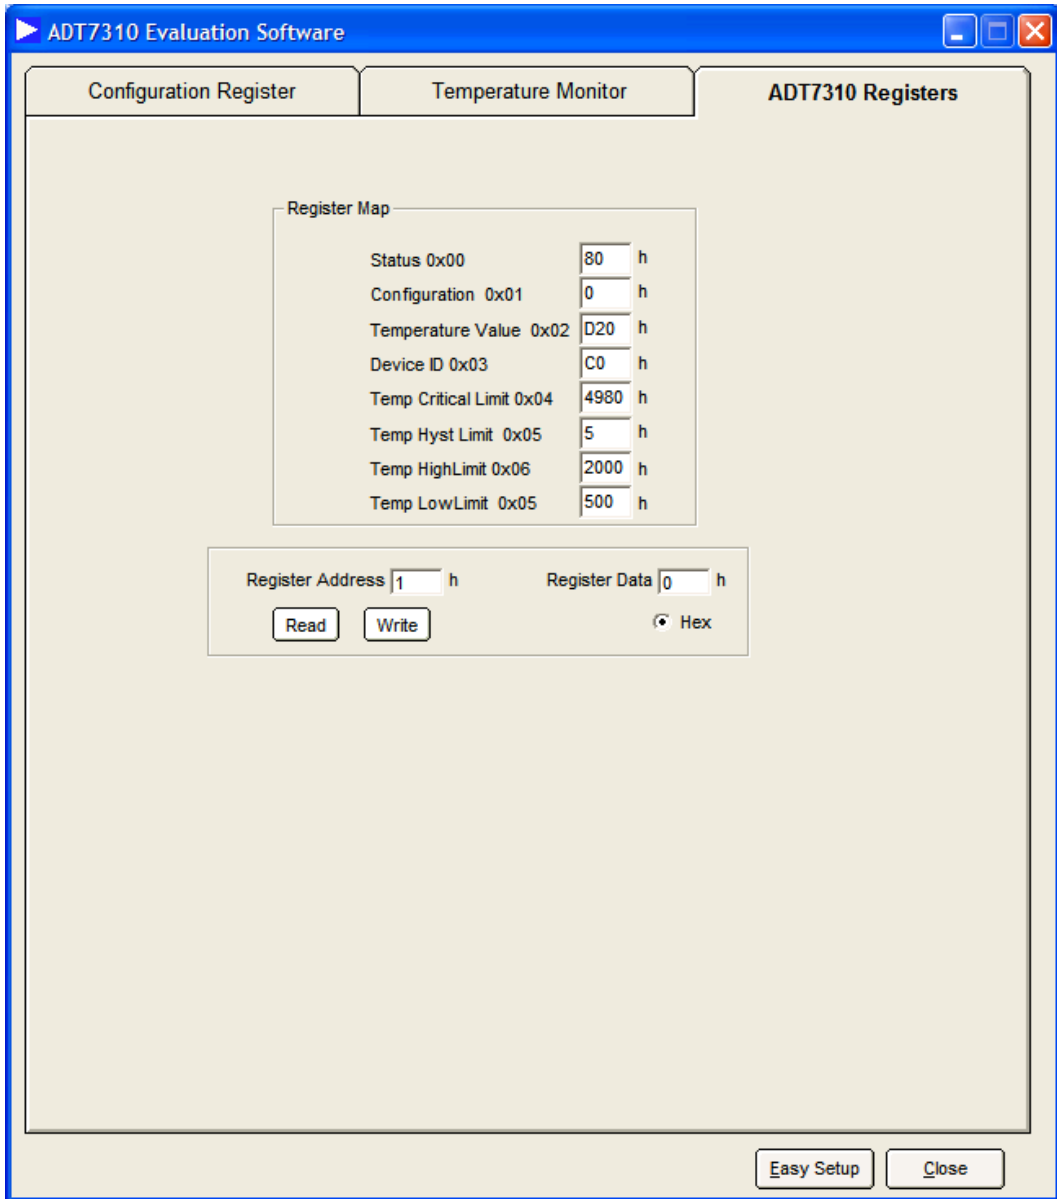 ADT7310 Evaluation Software
Configuration Register Temperature Monitor ADT7310 Registers
Register Map
Status 0x00 80 h
Configuration 0x01 0 h
Temperature Value 0x02 D20 h
Device ID 0x03 C0 h
Temp Critical Limit 0x04 4980 h
Temp Hyst Limit 0x05 5 h
Temp HighLimit 0x06 2000 h
Temp LowLimit 0x05 500 h
Register Address 1 h Register Data 0 h
Read Write Hex
Easy Setup Close